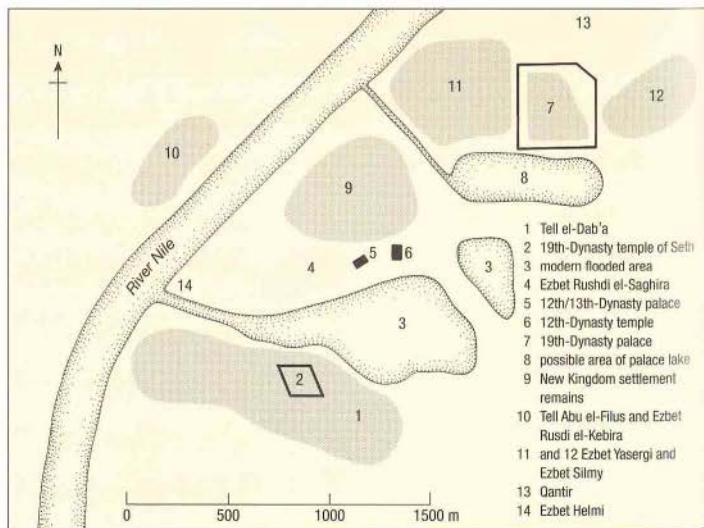 N
13
11
7
12
10
8
9
River Nile
5
6
4
3
14
3
2
1
1 Tell el-Dab'a
2 19th-Dynasty temple of Seth
3 modern flooded area
4 Ezbet Rushdi el-Saghira
5 12th/13th-Dynasty palace
6 12th-Dynasty temple
7 19th-Dynasty palace
8 possible area of palace lake
9 New Kingdom settlement
remains
10 Tell Abu el-Filus and Ezbet
Rusdi el-Kebira
11 and 12 Ezbet Yasergi and
Ezbet Silmy
13 Qantir
14 Ezbet Helmi
0 500 1000 1500 m